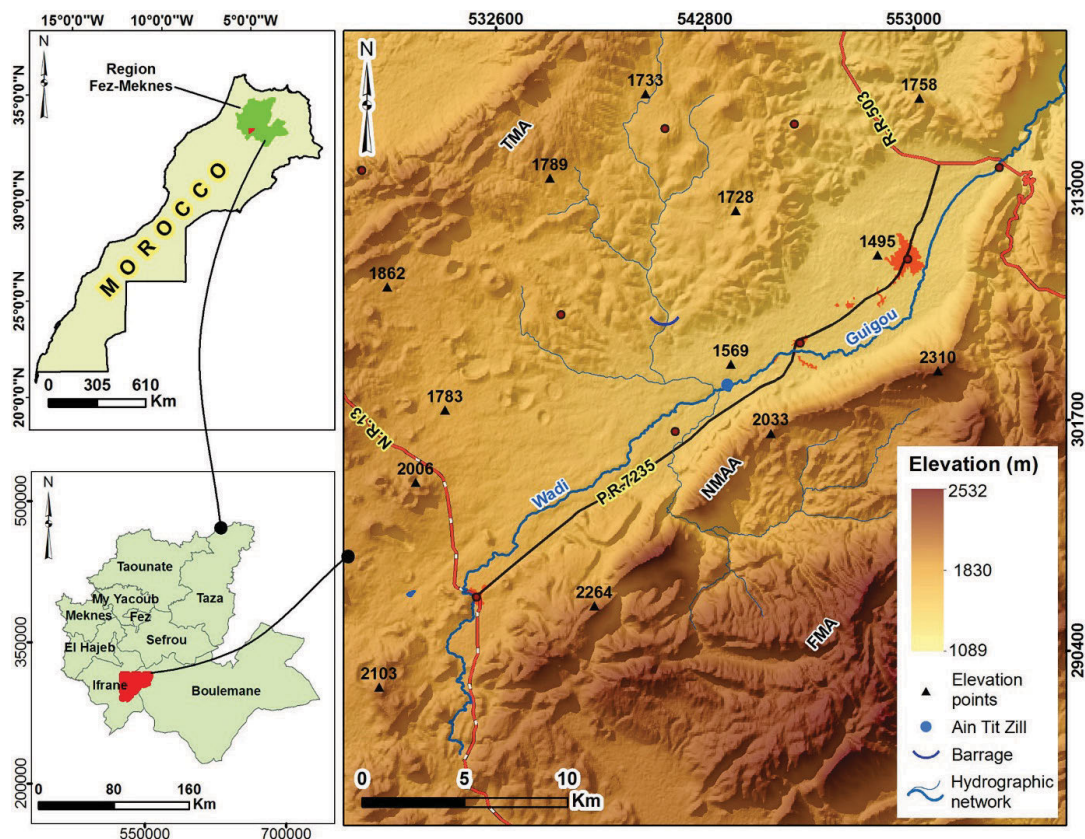 15°0'0"W 10°0'0"W 5°0'0"W
N
Region
Fez-Meknes
35°0'0"N
30°0'0"N
25°0'0"N
20°0'0"N
MOROCCO
0 305 610
Km
500000
350000
200000
N
Taounate
My Yacoub
Taza
Meknes
Fez
Sefrou
El Hajeb
Ifrane
Boulemane
0 80 160
Km
550000 700000
532600 542800 553000
N
1733
1758
R.R.503
TMA
1789
1728
313000
1495
1862
Guigou
1569
2310
1783
2033
301700
N.R.13
2006
Wadi
P.R.7235
NMAA
2264
FMA
2103
290400
0 5 10
Km
Elevation (m)
2532
1830
1089
Elevation
points
Ain Tit Zill
Barrage
Hydrographic
network